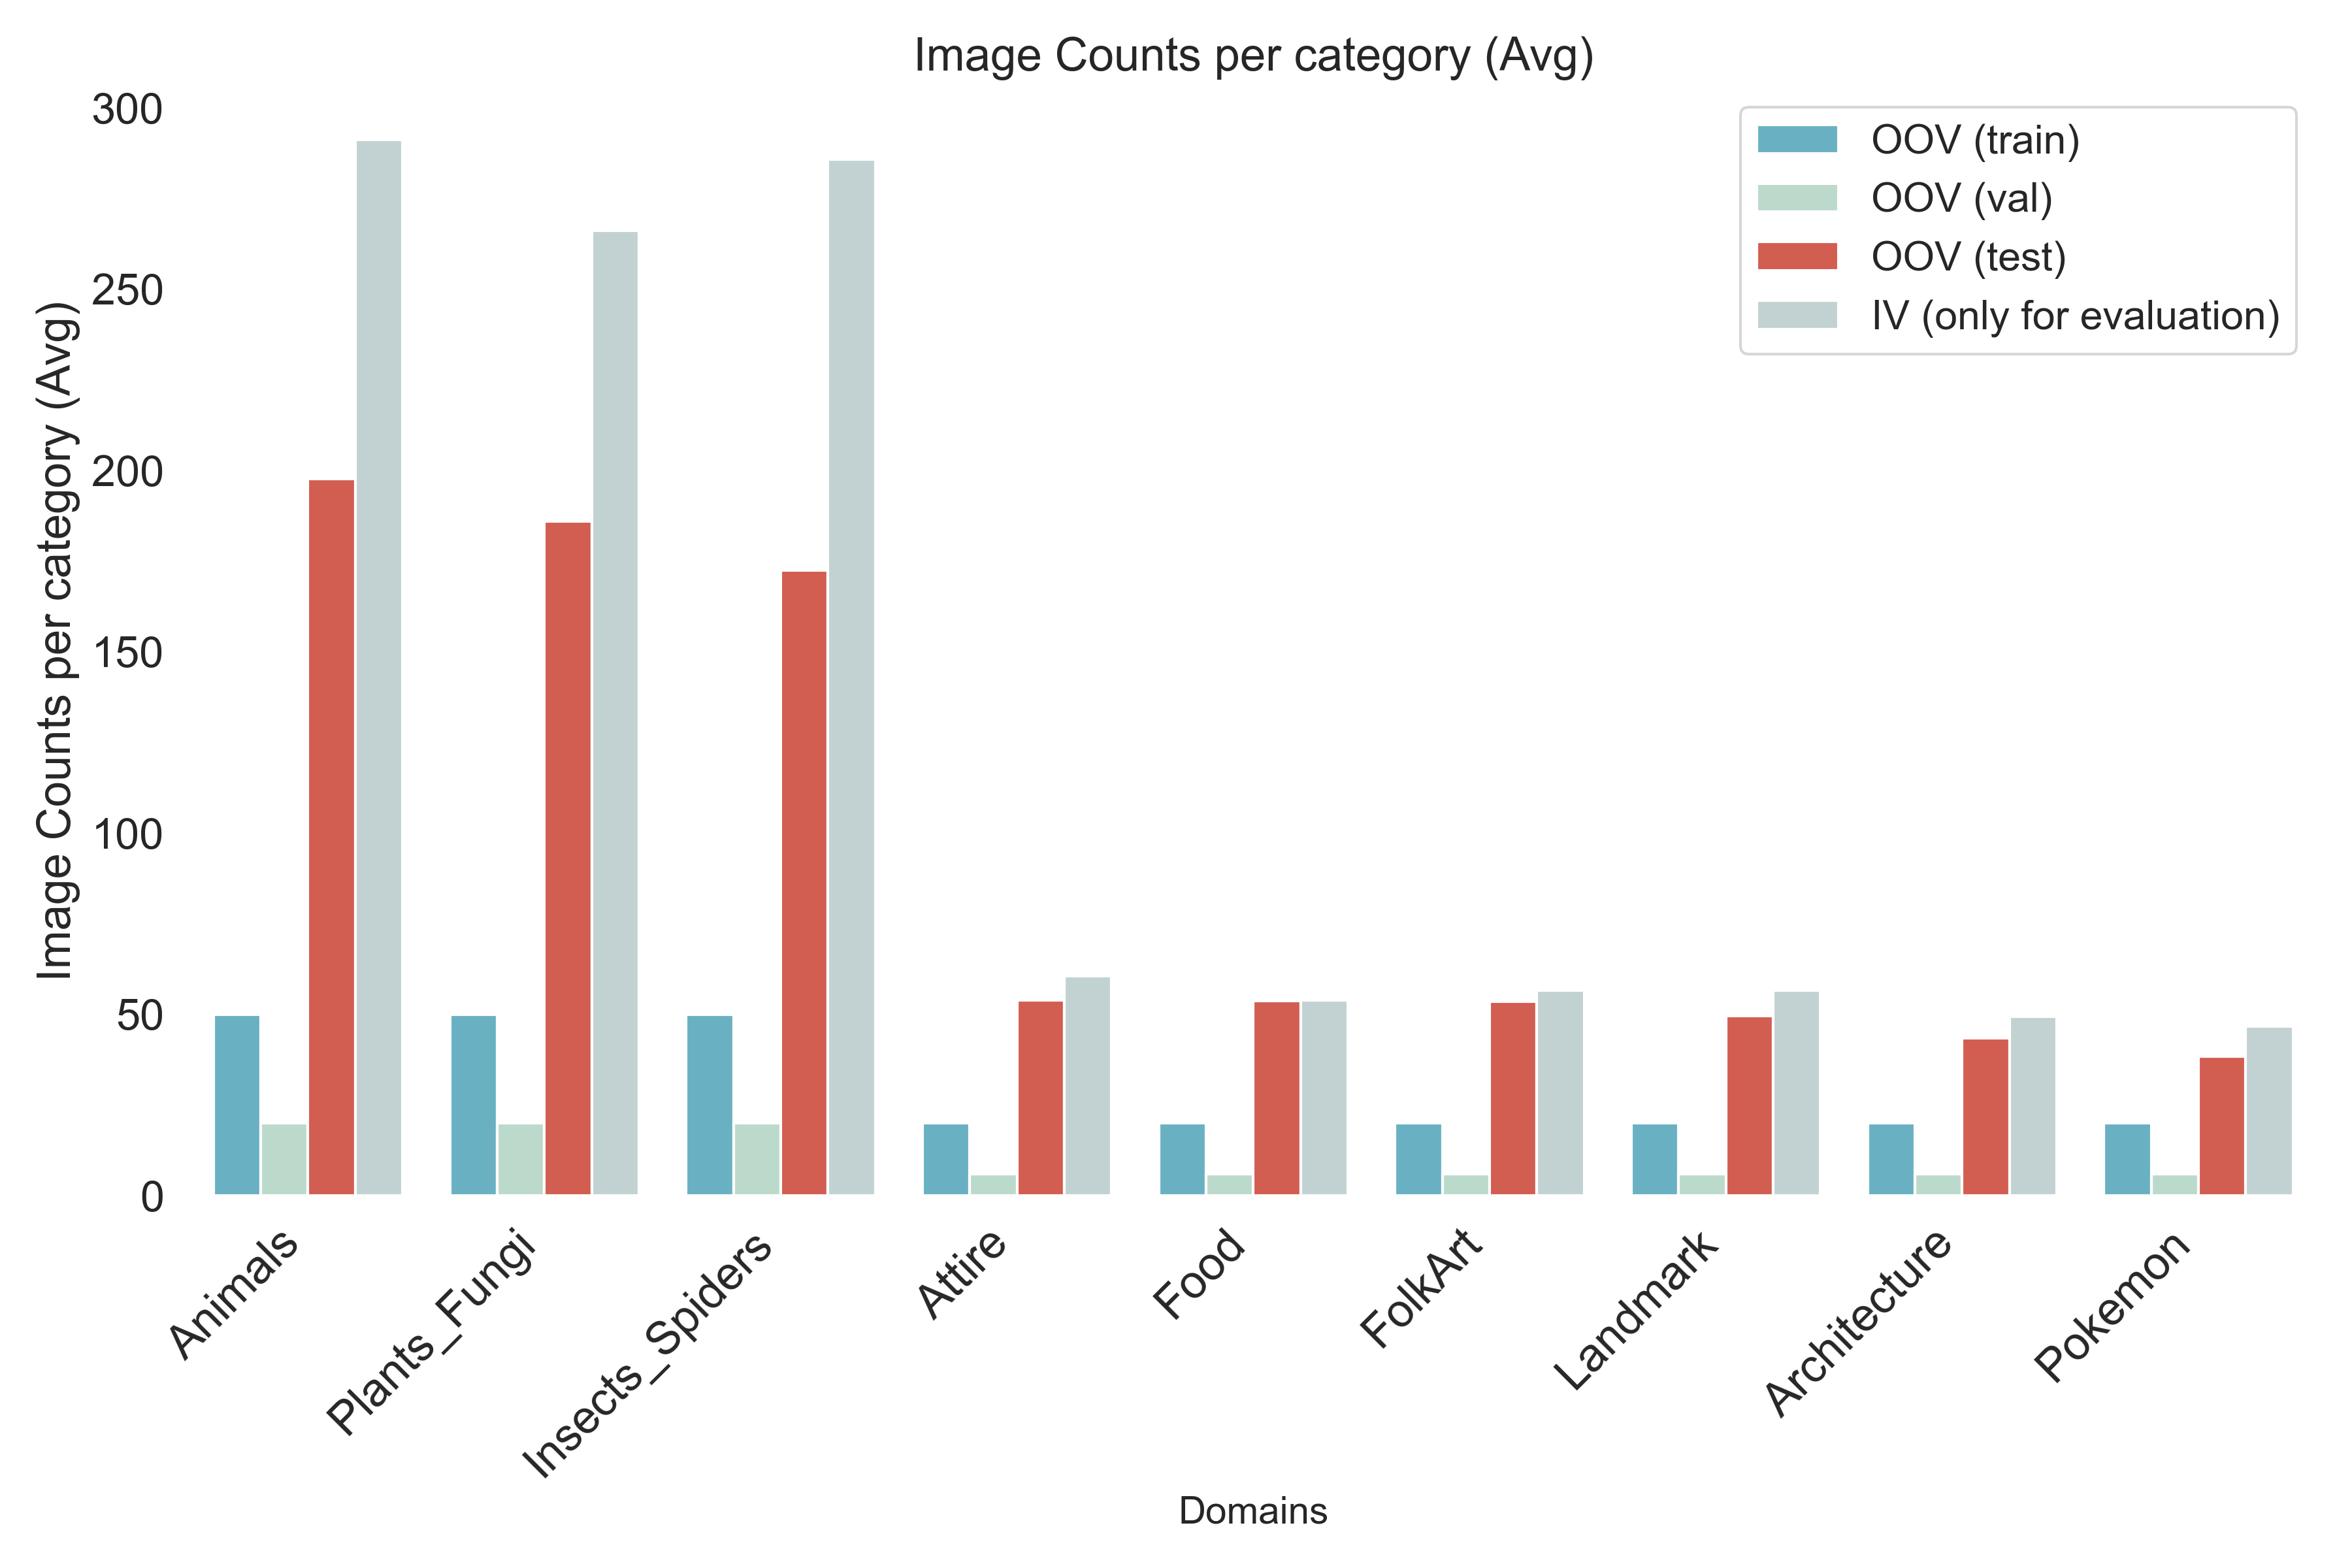 Image Counts per category (Avg)
OOV (train)
OOV (val)
OOV (test)
IV (only for evaluation)
Image Counts per category (Avg)
300
250
200
150
100
50
0
Animals
Plants_Fungi
Insects_Spiders
Attire
Food
FolkArt
Landmark
Architecture
Pokemon
Domains